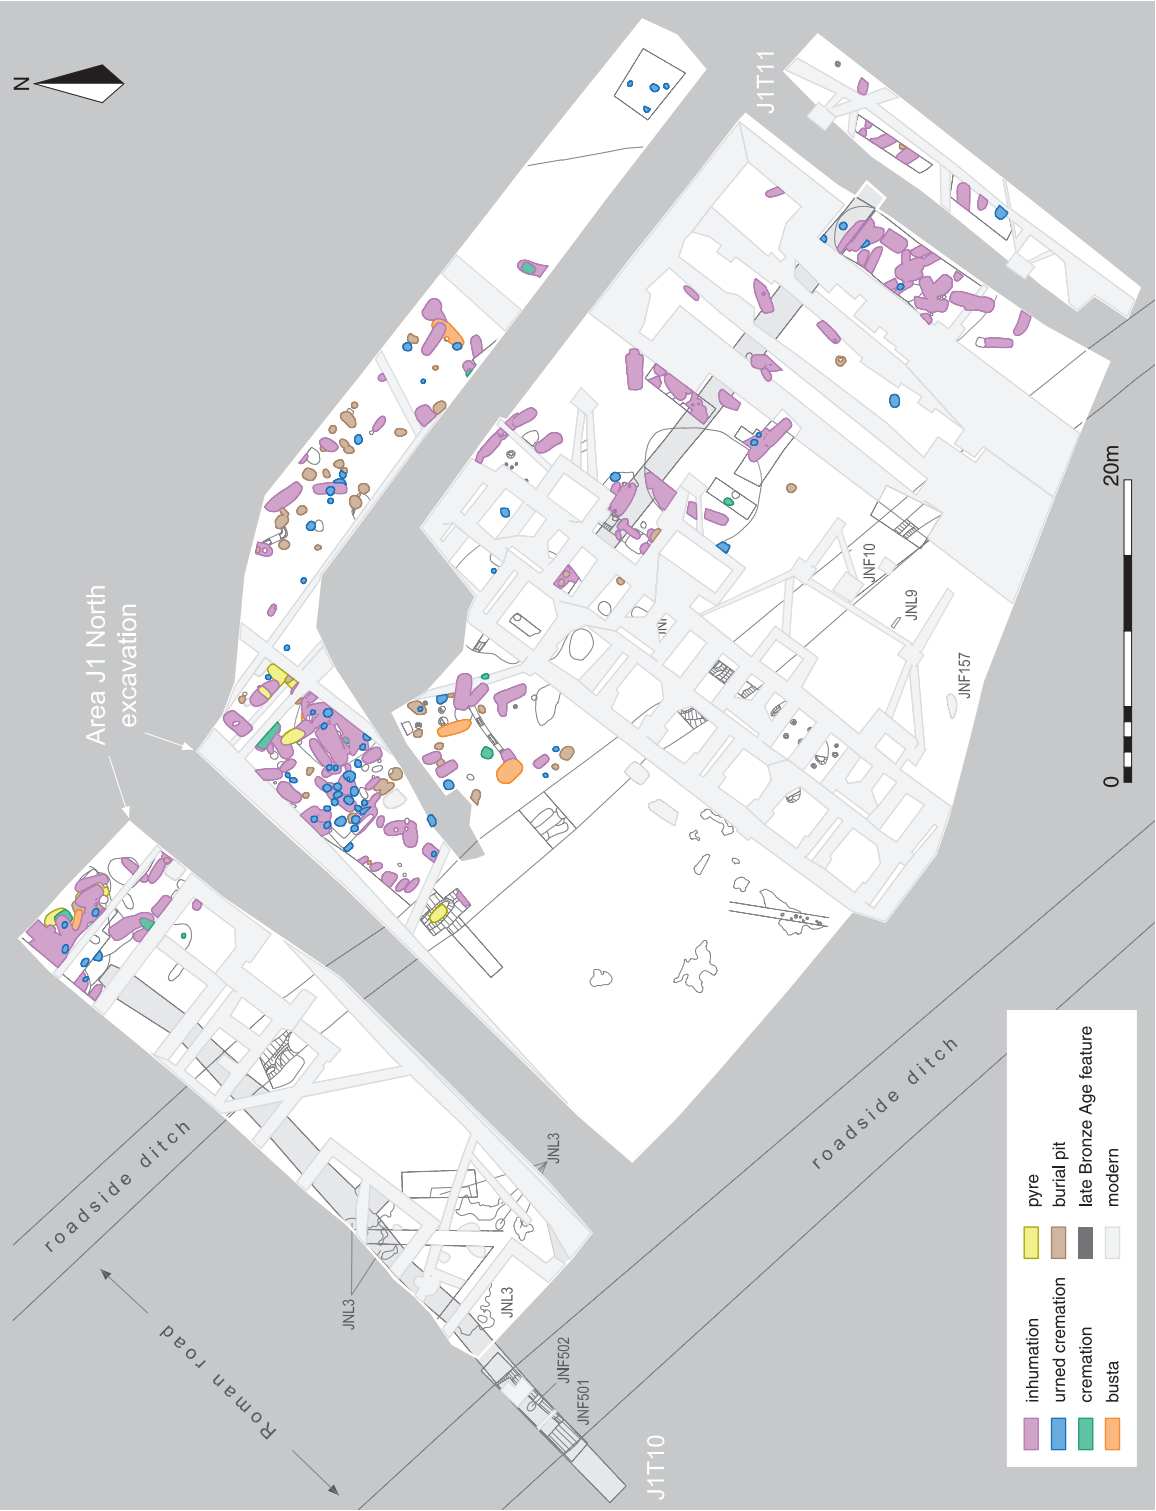 N
Area J1 North
excavation
J1T11
roadside ditch
Roman road
JNL3
JNL3
JNL3
JNF502
JNF501
J1T10
JNF10
JNL9
JNF157
JNI
roadside ditch
0
20m
inhumation
urned cremation
cremation
busta
pyre
burial pit
late Bronze Age feature
modern